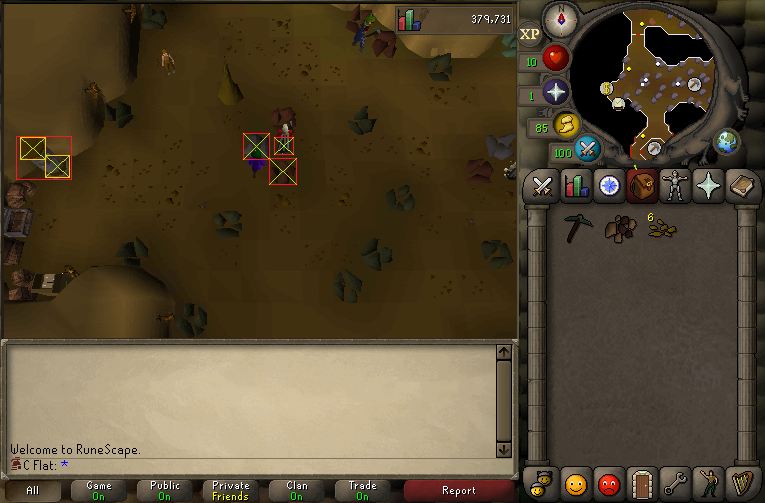 379,731
N
XP
10
1
85
100
6
Welcome to RuneScape.
C Flat: *
All
Game
On
Public
On
Private
Friends
Clan
On
Trade
On
Report